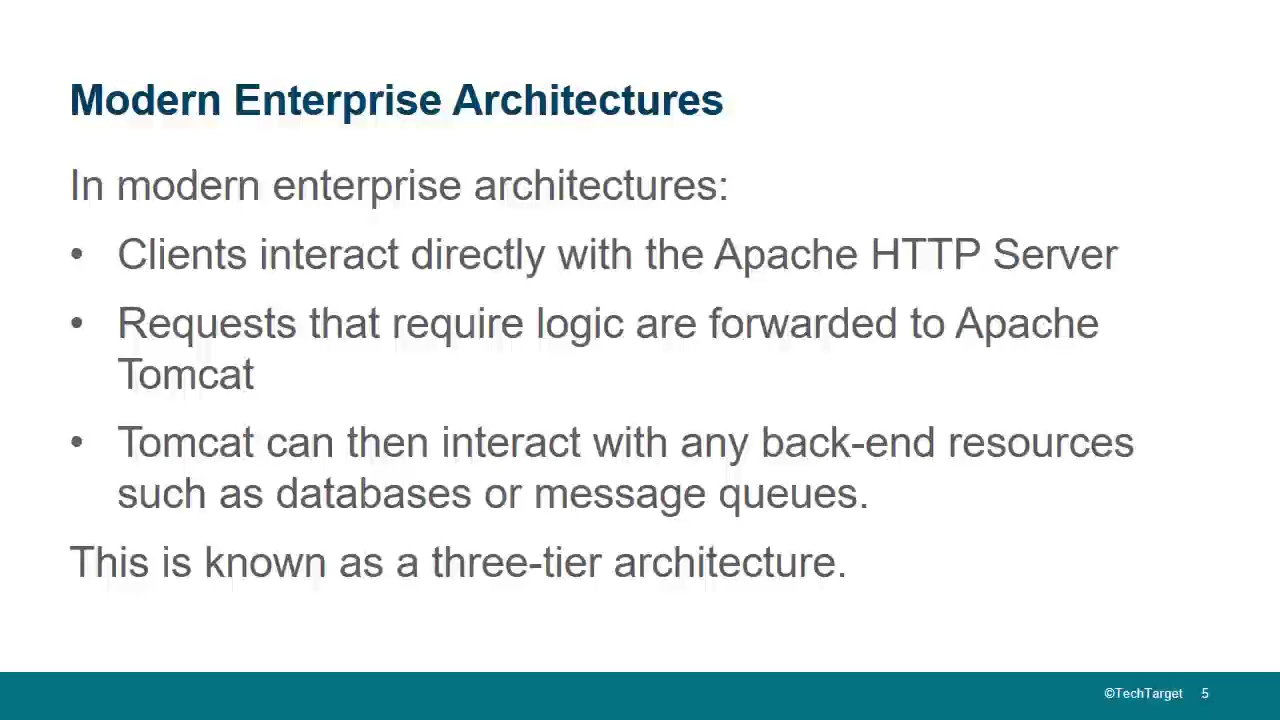 Modern Enterprise Architectures
In modern enterprise architectures:
• Clients interact directly with the Apache HTTP Server
• Requests that require logic are forwarded to Apache
Tomcat
• Tomcat can then interact with any back-end resources
such as databases or message queues.
This is known as a three-tier architecture.
©TechTarget 5